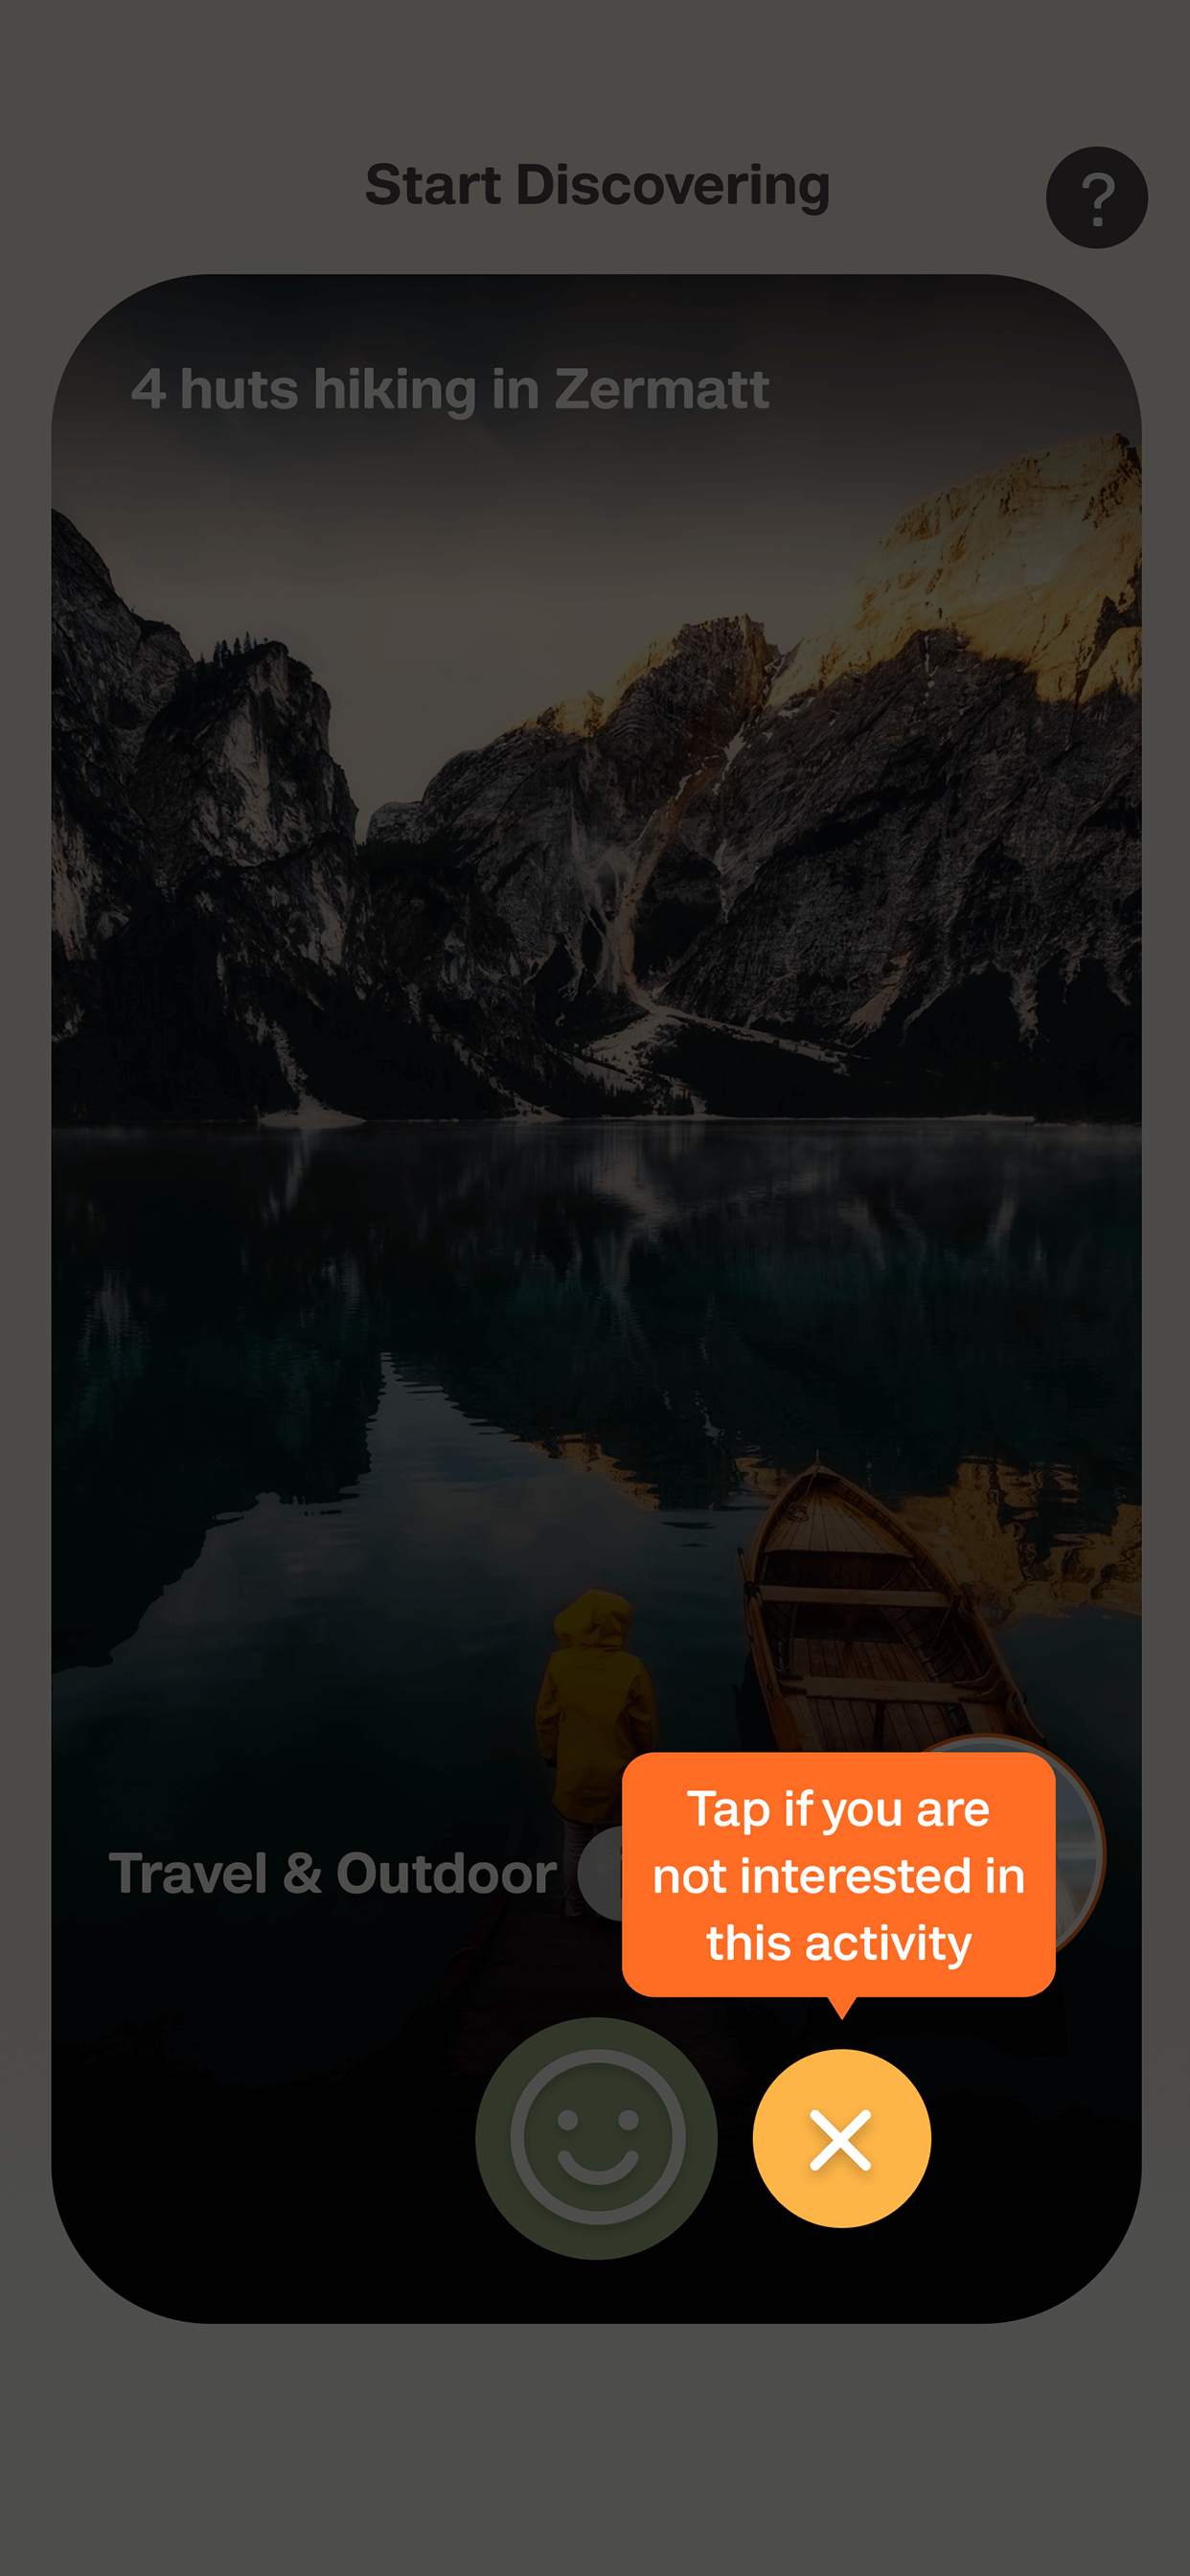 Start Discovering
?
4 huts hiking in Zermatt
Tap if you are
not interested in
this activity
Travel & Outdoor